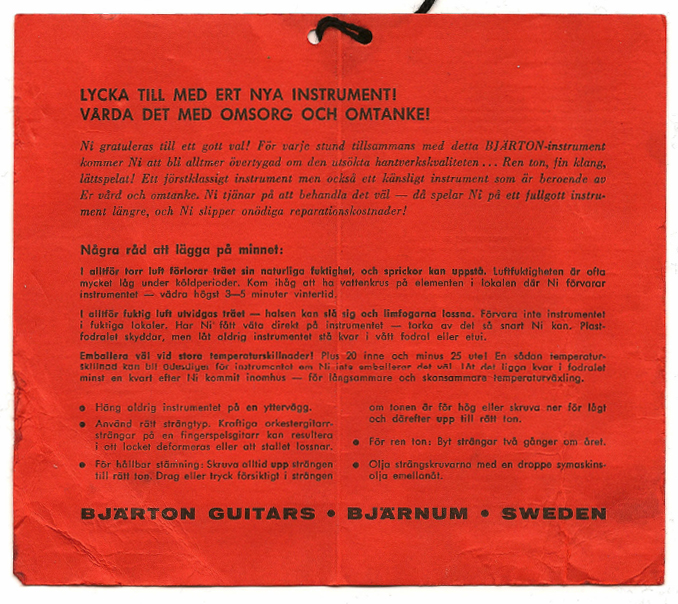 LYCKA TILL MED ERT NYA INSTRUMENT!
VÅRDA DET MED OMSORG OCH OMTANKE!
Ni gratuleras till ett gott val! För varje stund tillsammans med detta BJÄRTON-instrument
kommer Ni att bli alltmer övertygad om den utsökta hantverkskvaliteten ... Ren ton, fin klang,
lättspelat! Ett förstklassigt instrument men också ett känsligt instrument som är beroende av
Er vård och omtanke. Ni tjänar på att behandla det väl — då spelar Ni på ett fullgott instru-
ment längre, och Ni slipper onödiga reparationskostnader!
Några råd att lägga på minnet:
I alltför torr luft förlorar träet sin naturliga fuktighet, och sprickor kan uppstå. Luftfuktigheten är ofta
mycket låg under köldperioder. Kom ihåg att ha vattenkrus på elementen i lokalen där Ni förvarar
instrumentet — vädra högst 3—5 minuter vintertid.
I alltför fuktig luft utvidgas träet — halsen kan slå sig och limfogarna lossna. Förvara inte instrumentet
i fuktiga lokaler. Har Ni fått väta direkt på instrumentet — torka av det så snart Ni kan. Plast-
fodralet skyddar, men låt aldrig instrumentet stå kvar i vått fodral eller etui.
Emballera väl vid stora temperaturskillnader! Plus 20 inne och minus 25 ute! En sådan temperatur-
skillnad kan bli ödesdiger för instrumentet om Ni inte emballerar det väl. Låt det ligga kvar i fodralet
minst en kvart efter Ni kommit inomhus — för långsammare och skonsammare temperaturväxling.
● Häng aldrig instrumentet på en yttervägg.
● Använd rätt strängtyp. Kraftiga orkestergitarr-
strängar på en fingerspelsgitarr kan resultera
i att locket deformeras eller att stallet lossnar.
● För hållbar stämning: Skruva alltid upp strängen
till rätt ton. Drag eller tryck försiktigt i strängen
om tonen är för hög eller skruva ner för lågt
och därefter upp till rätt ton.
● För ren ton: Byt strängar två gånger om året.
● Olja strängskruvarna med en droppe symaskins-
olja emellanåt.
BJÄRTON GUITARS • BJÄRNUM • SWEDEN